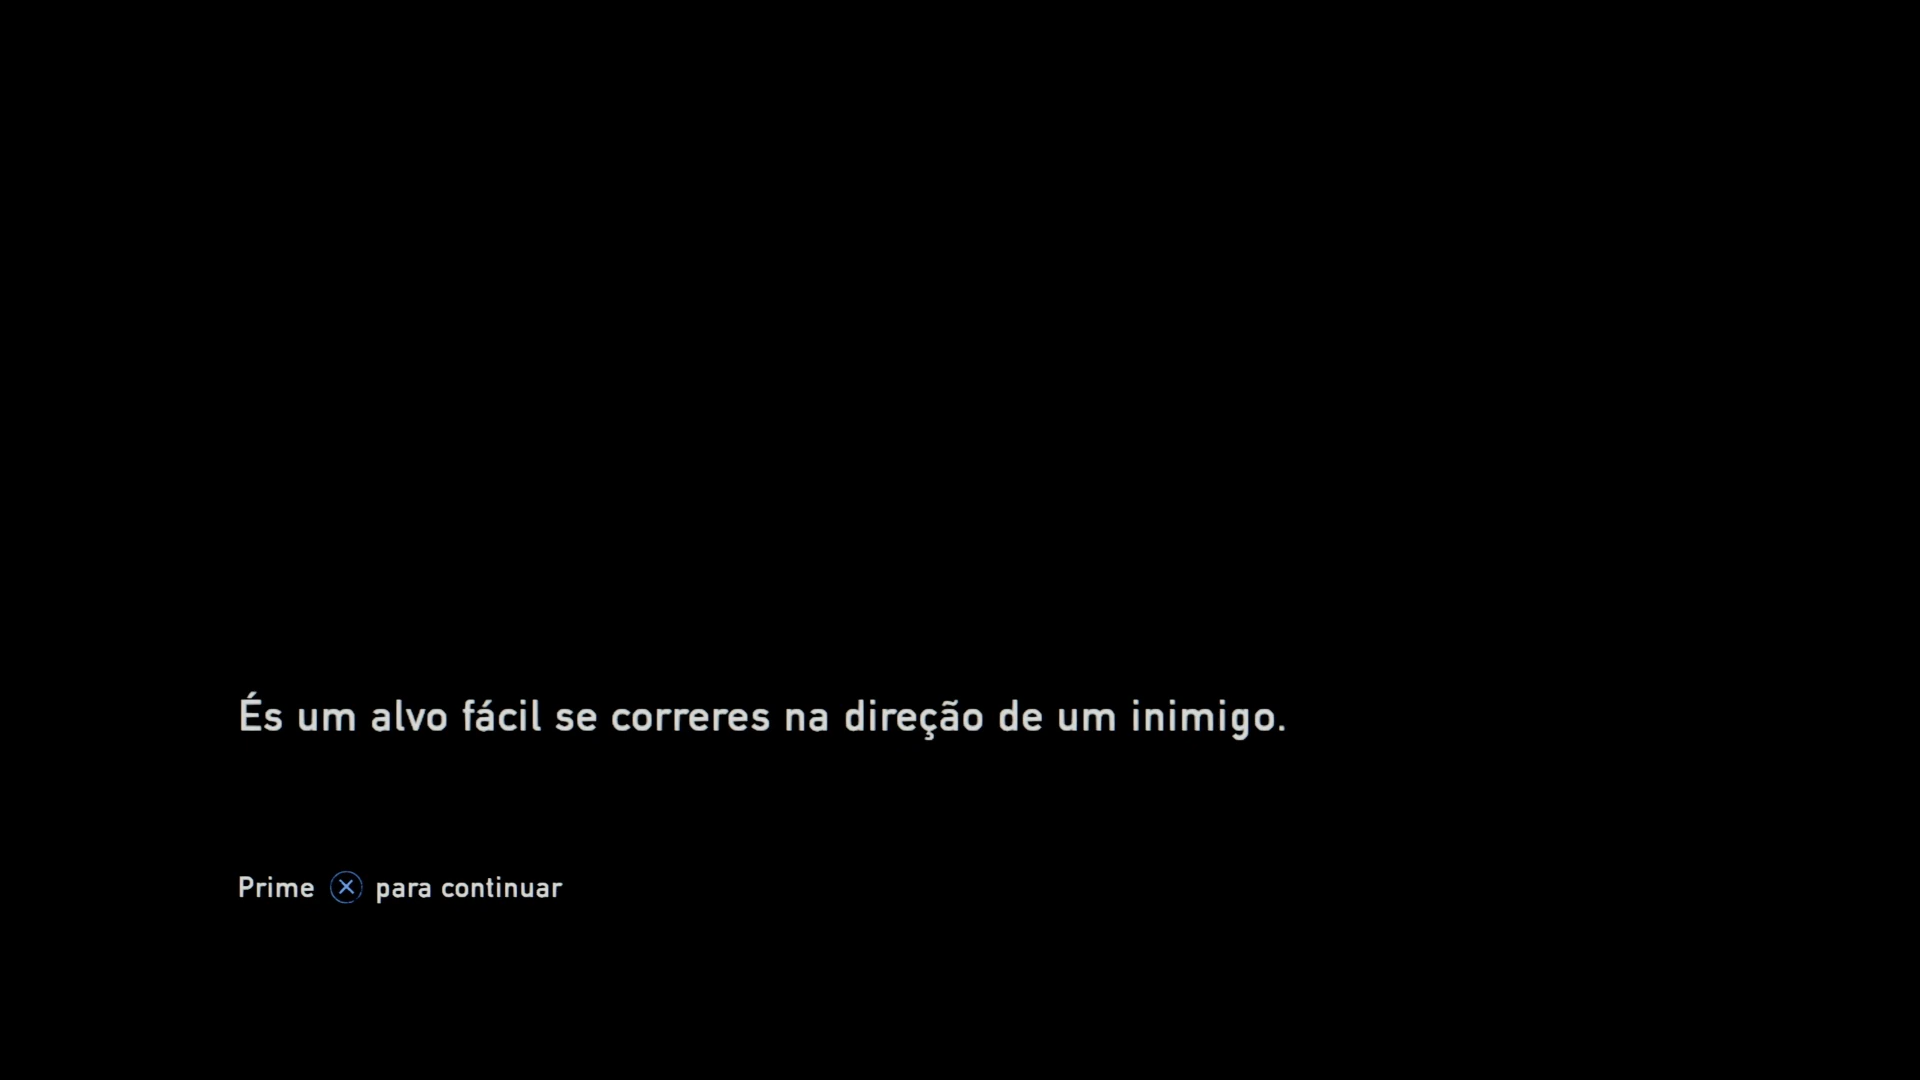 És um alvo fácil se correres na direção de um inimigo.
Prime ⓧ para continuar